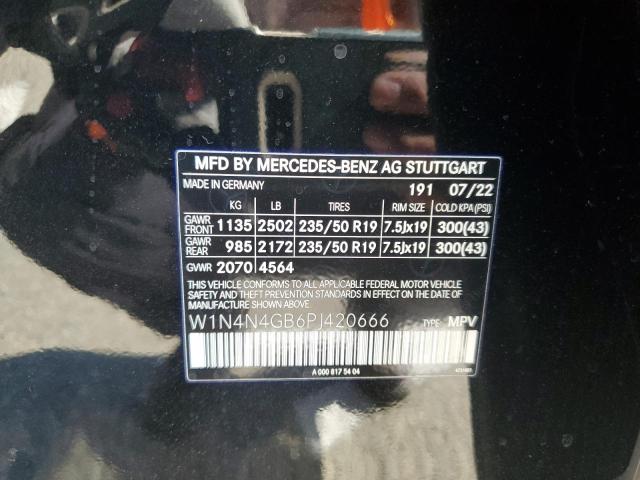 MFD BY MERCEDES-BENZ AG STUTTGART
MADE IN GERMANY 191 07/22
KG LB TIRES RIM SIZE COLD KPA(PSI)
GAWR FRONT 1135 2502 235/50 R19 7.5Jx19 300(43)
GAWR REAR 985 2172 235/50 R19 7.5Jx19 300(43)
GVWR 2070 4564
THIS VEHICLE CONFORMS TO ALL APPLICABLE FEDERAL MOTOR VEHICLE
SAFETY BUMPER AND THEFT PREVENTION STANDARDS IN EFFECT ON THE DATE OF
MANUFACTURE SHOWN ABOVE
W1N4N4GB6PJ420666 TYPE MPV
A 000 817 54 04